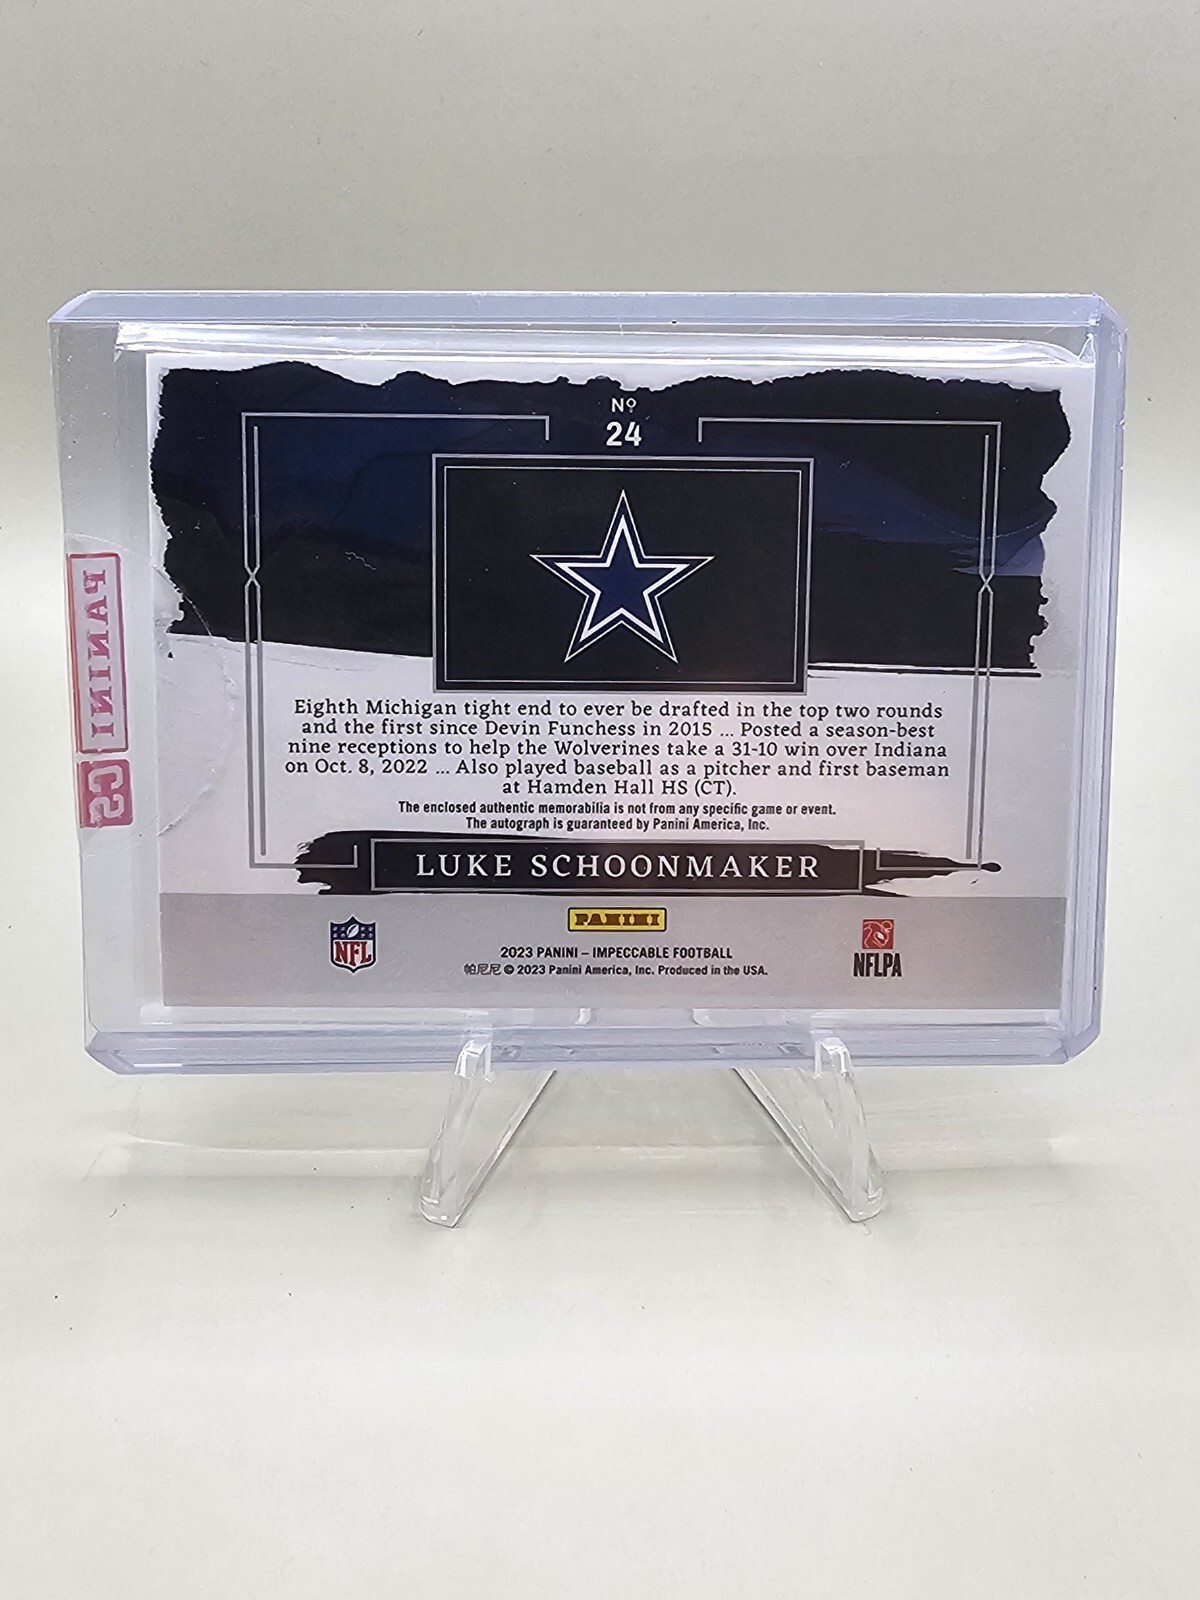 Nº
24
Eighth Michigan tight end to ever be drafted in the top two rounds
and the first since Devin Funchess in 2015 ... Posted a season-best
nine receptions to help the Wolverines take a 31-10 win over Indiana
on Oct. 8, 2022 ... Also played baseball as a pitcher and first baseman
at Hamden Hall HS (CT).
The enclosed authentic memorabilia is not from any specific game or event.
The autograph is guaranteed by Panini America, Inc.
LUKE SCHOONMAKER
PANINI
NFL
2023 PANINI – IMPECCABLE FOOTBALL
帕尼尼 © 2023 Panini America, Inc. Produced in the USA.
NFLPA
PANINI CS